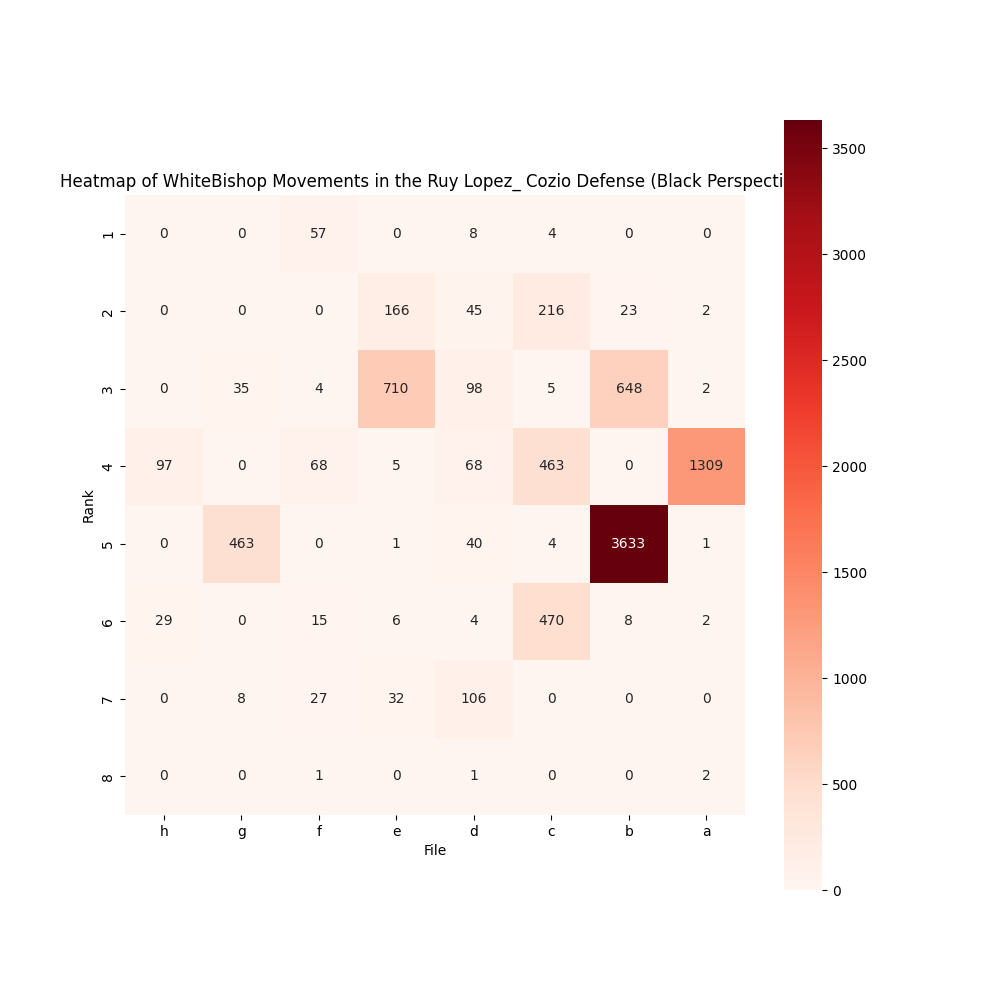 Heatmap of WhiteBishop Movements in the Ruy Lopez_ Cozio Defense (Black Perspecti
1 0 0 57 0 8 4 0 0
2 0 0 0 166 45 216 23 2
3 0 35 4 710 98 5 648 2
4 97 0 68 5 68 463 0 1309
Rank
5 0 463 0 1 40 4 3633 1
6 29 0 15 6 4 470 8 2
7 0 8 27 32 106 0 0 0
8 0 0 1 0 1 0 0 2
h g f e d c b a
File
3500
3000
2500
2000
1500
1000
500
0